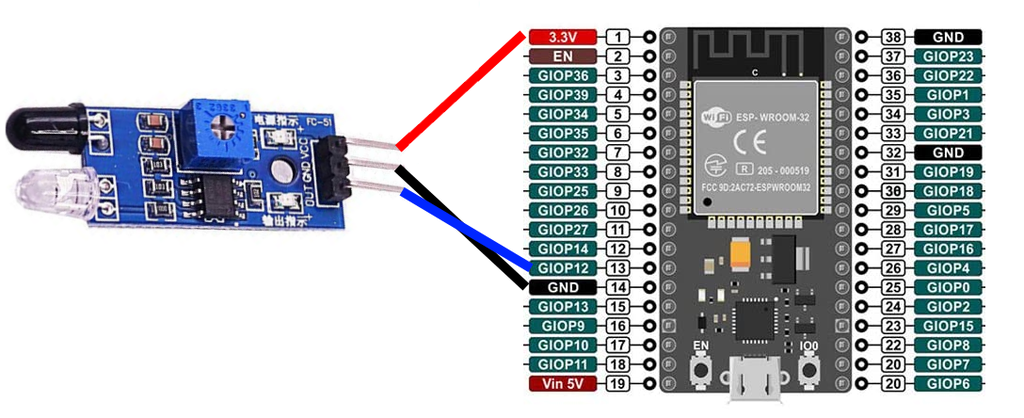 3362
电源指示
FC-51
VCC
GND
OUT
输出指示
3.3V 1
EN 2
GIOP36 3
GIOP39 4
GIOP34 5
GIOP35 6
GIOP32 7
GIOP33 8
GIOP25 9
GIOP26 10
GIOP27 11
GIOP14 12
GIOP12 13
GND 14
GIOP13 15
GIOP9 16
GIOP10 17
GIOP11 18
Vin 5V 19
C
WiFi
ESP- WROOM-32
CE
R 205 - 000519
FCC 9D:2AC72-ESPWROOM32
EN
IO0
38 GND
37 GIOP23
36 GIOP22
35 GIOP1
34 GIOP3
33 GIOP21
32 GND
31 GIOP19
30 GIOP18
29 GIOP5
28 GIOP17
27 GIOP16
26 GIOP4
25 GIOP0
24 GIOP2
23 GIOP15
22 GIOP8
20 GIOP7
20 GIOP6